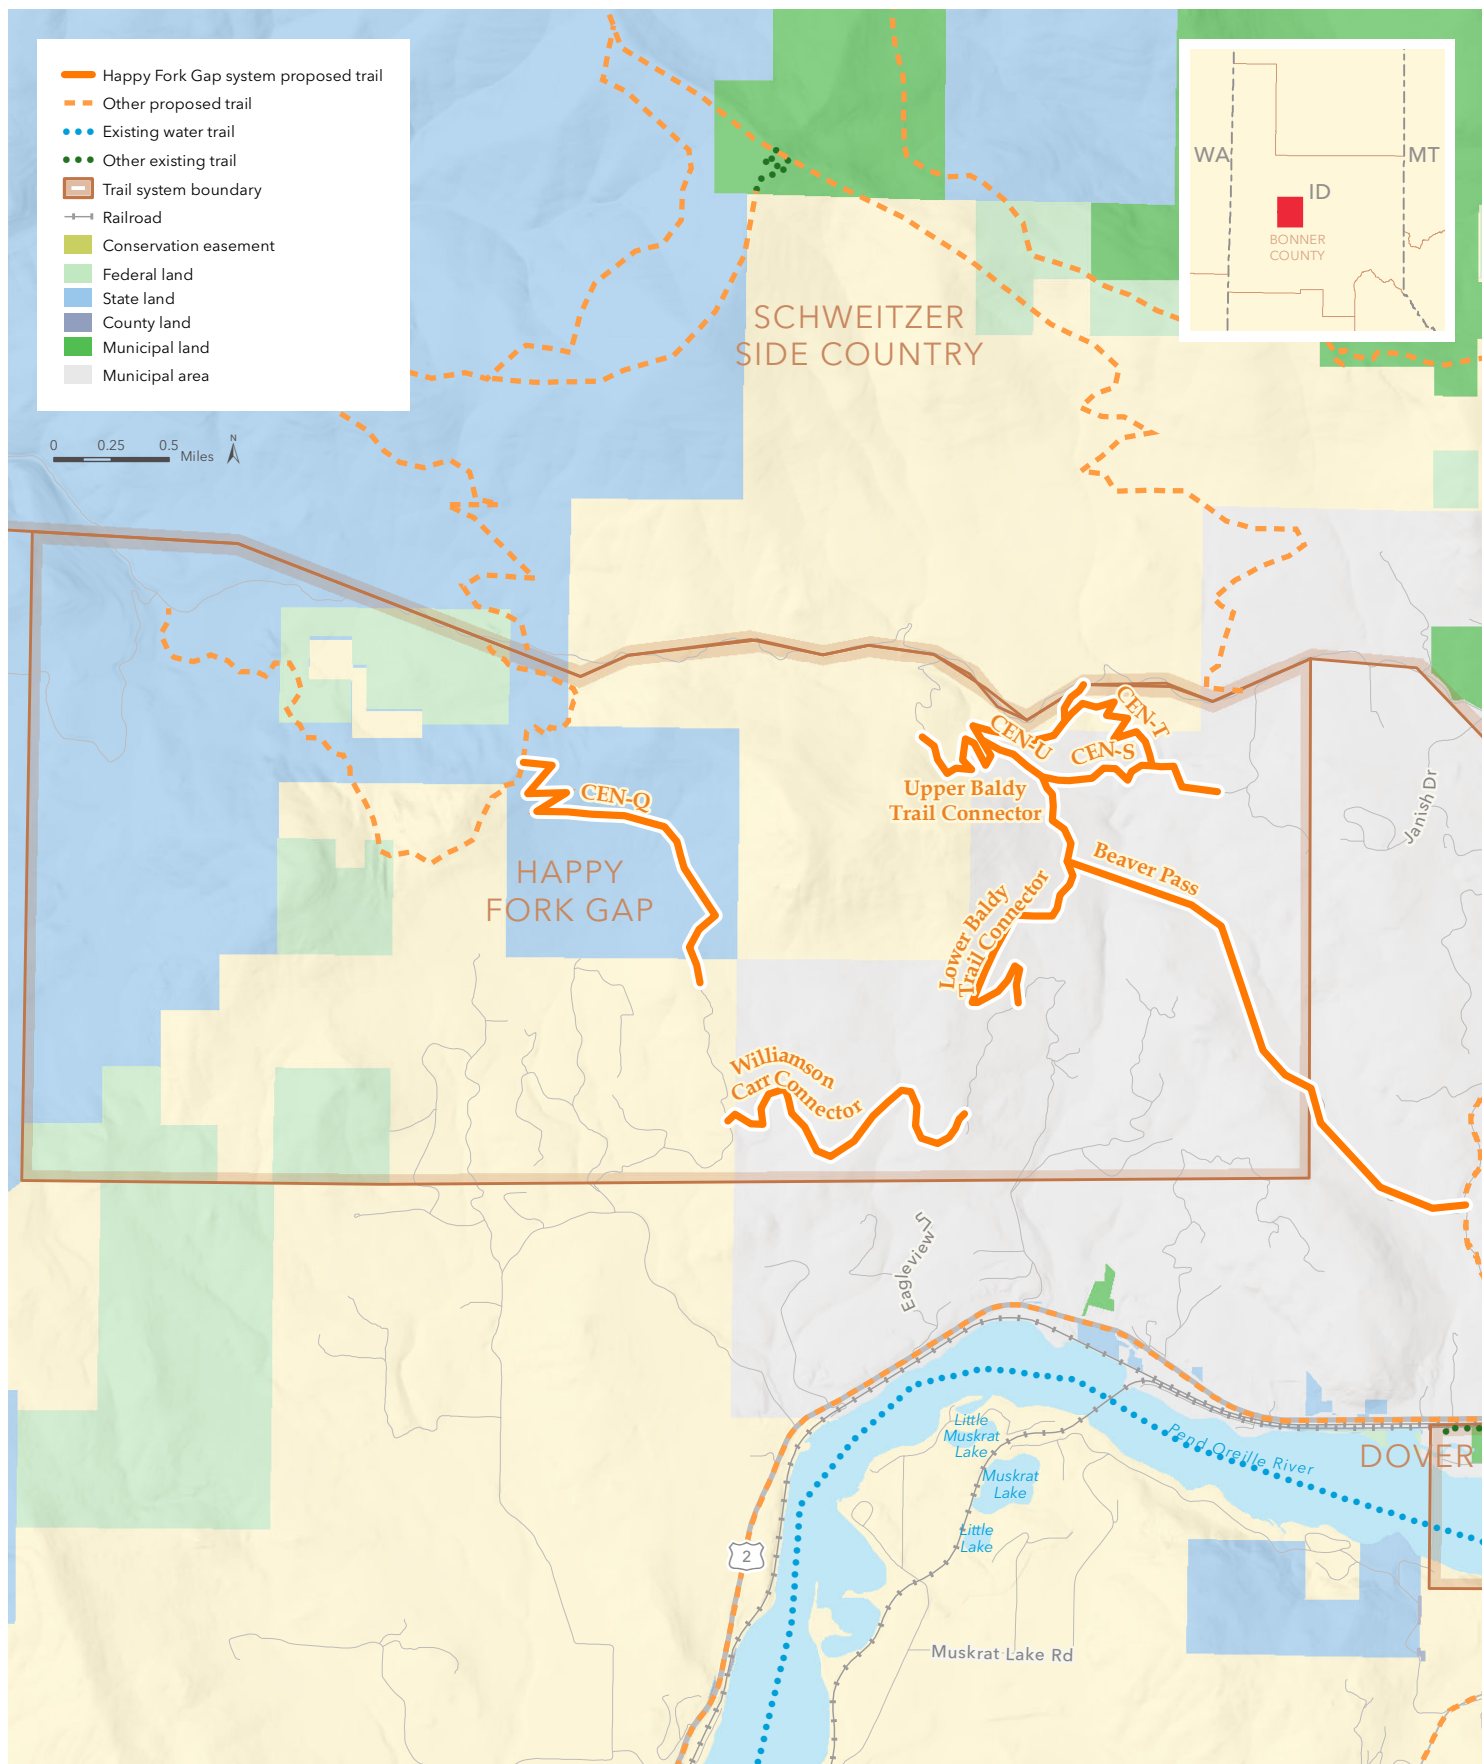 Happy Fork Gap system proposed trail
Other proposed trail
Existing water trail
Other existing trail
Trail system boundary
Railroad
Conservation easement
Federal land
State land
County land
Municipal land
Municipal area
0 0.25 0.5
Miles
N
WA
MT
ID
BONNER
COUNTY
SCHWEITZER
SIDE COUNTRY
CEN-T
CEN-U
CEN-S
Upper Baldy
Trail Connector
CEN-Q
HAPPY
FORK GAP
Janish Dr
Beaver Pass
Lower Baldy
Trail Connector
Williamson
Carr Connector
Eagleview
Little
Muskrat
Lake
Muskrat
Lake
Little
Lake
Pend Oreille River
DOVER
2
Muskrat Lake Rd